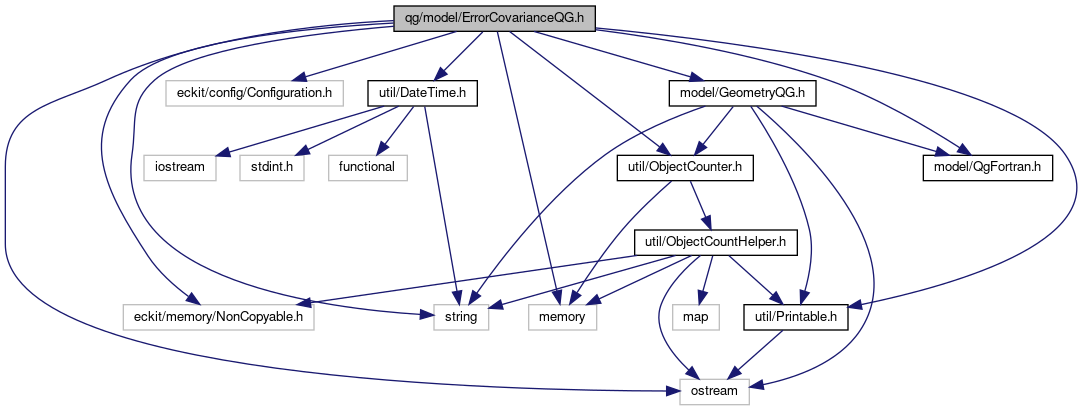 qg/model/ErrorCovarianceQG.h
eckit/config/Configuration.h
util/DateTime.h
model/GeometryQG.h
iostream
stdint.h
functional
util/ObjectCounter.h
model/QgFortran.h
util/ObjectCountHelper.h
eckit/memory/NonCopyable.h
string
memory
map
util/Printable.h
ostream